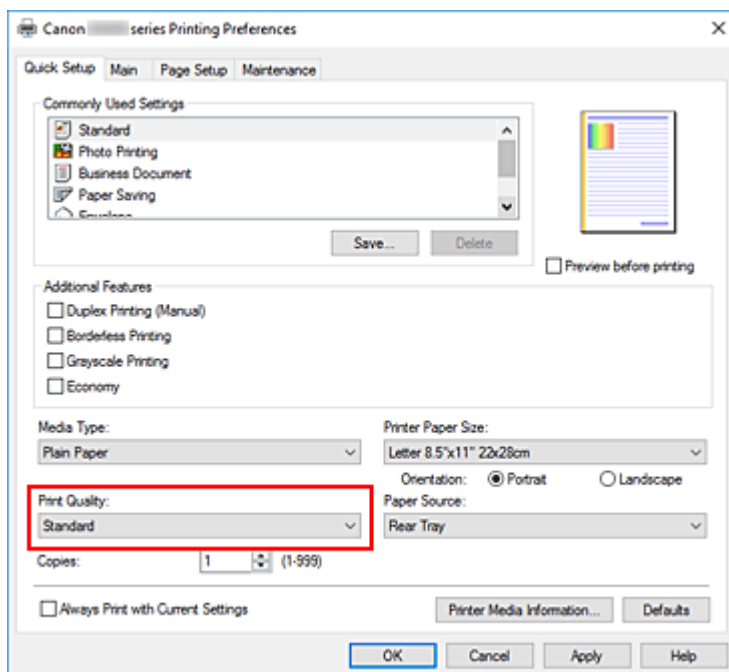 Canon series Printing Preferences
Quick Setup Main Page Setup Maintenance
Commonly Used Settings
Standard
Photo Printing
Business Document
Paper Saving
Envelope
Save... Delete
Preview before printing
Additional Features
Duplex Printing (Manual)
Borderless Printing
Grayscale Printing
Economy
Media Type: Printer Paper Size:
Plain Paper Letter 8.5"x11" 22x28cm
Orientation: Portrait Landscape
Print Quality: Paper Source:
Standard Rear Tray
Copies: 1 (1-999)
Always Print with Current Settings Printer Media Information... Defaults
OK Cancel Apply Help